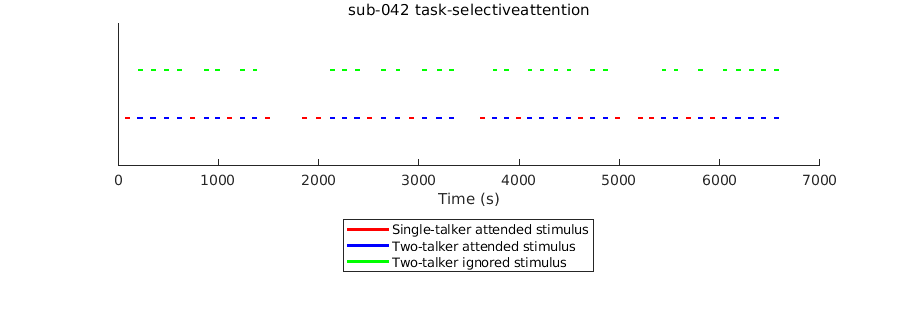 sub-042 task-selectiveattention
0 1000 2000 3000 4000 5000 6000 7000
Time (s)
Single-talker attended stimulus
Two-talker attended stimulus
Two-talker ignored stimulus